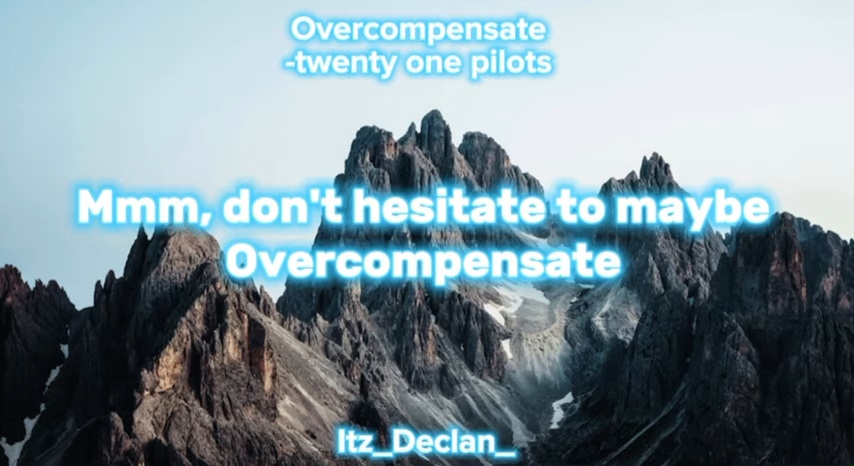 Overcompensate
-twenty one pilots
Mmm, don't hesitate to maybe
Overcompensate
Itz_Declan_